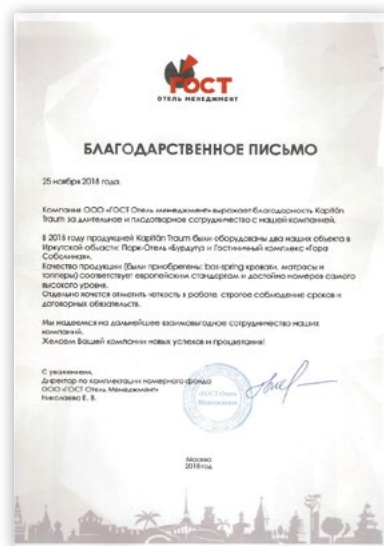 ГОСТ
ОТЕЛЬ МЕНЕДЖМЕНТ
БЛАГОДАРСТВЕННОЕ ПИСЬМО
25 ноября 2018 года.
Компания ООО «ГОСТ Отель менеджмент» выражает благодарность Kapitän
Traum за длительное и плодотворное сотрудничество с нашей компанией.
В 2018 году продукцией Kapitän Traum были оборудованы два наших объекта в
Иркутской области: Парк-Отель «Бурдугуз» и Гостиничный комплекс «Гора
Соболиная».
Качество продукции (были приобретены: box-spring кровати, матрасы и
топперы) соответствует европейским стандартам и достойно номеров самого
высокого уровня.
Отдельно хочется отметить четкость в работе, строгое соблюдение сроков и
договорных обязательств.
Мы надеемся на дальнейшее взаимовыгодное сотрудничество наших
компаний.
Желаем Вашей компании новых успехов и процветания!
С уважением,
Директор по комплектации номерного фонда
ООО «ГОСТ Отель Менеджмент»
Николаева Е. В.
«ГОСТ Отель
Менеджмент»
Москва
2018 год